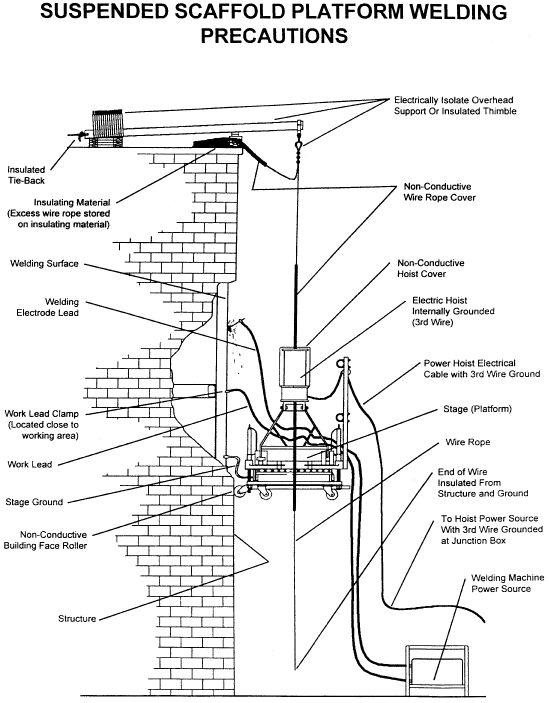 SUSPENDED SCAFFOLD PLATFORM WELDING
PRECAUTIONS
Electrically Isolate Overhead
Support Or Insulated Thimble
Insulated
Tie-Back
Insulating Material
(Excess wire rope stored
on insulating material)
Non-Conductive
Wire Rope Cover
Welding Surface
Non-Conductive
Hoist Cover
Welding
Electrode Lead
Electric Hoist
Internally Grounded
(3rd Wire)
Power Hoist Electrical
Cable with 3rd Wire Ground
Work Lead Clamp
(Located close to
working area)
Stage (Platform)
Wire Rope
Work Lead
End of Wire
Insulated From
Structure and Ground
Stage Ground
To Hoist Power Source
With 3rd Wire Grounded
at Junction Box
Non-Conductive
Building Face Roller
Welding Machine
Power Source
Structure